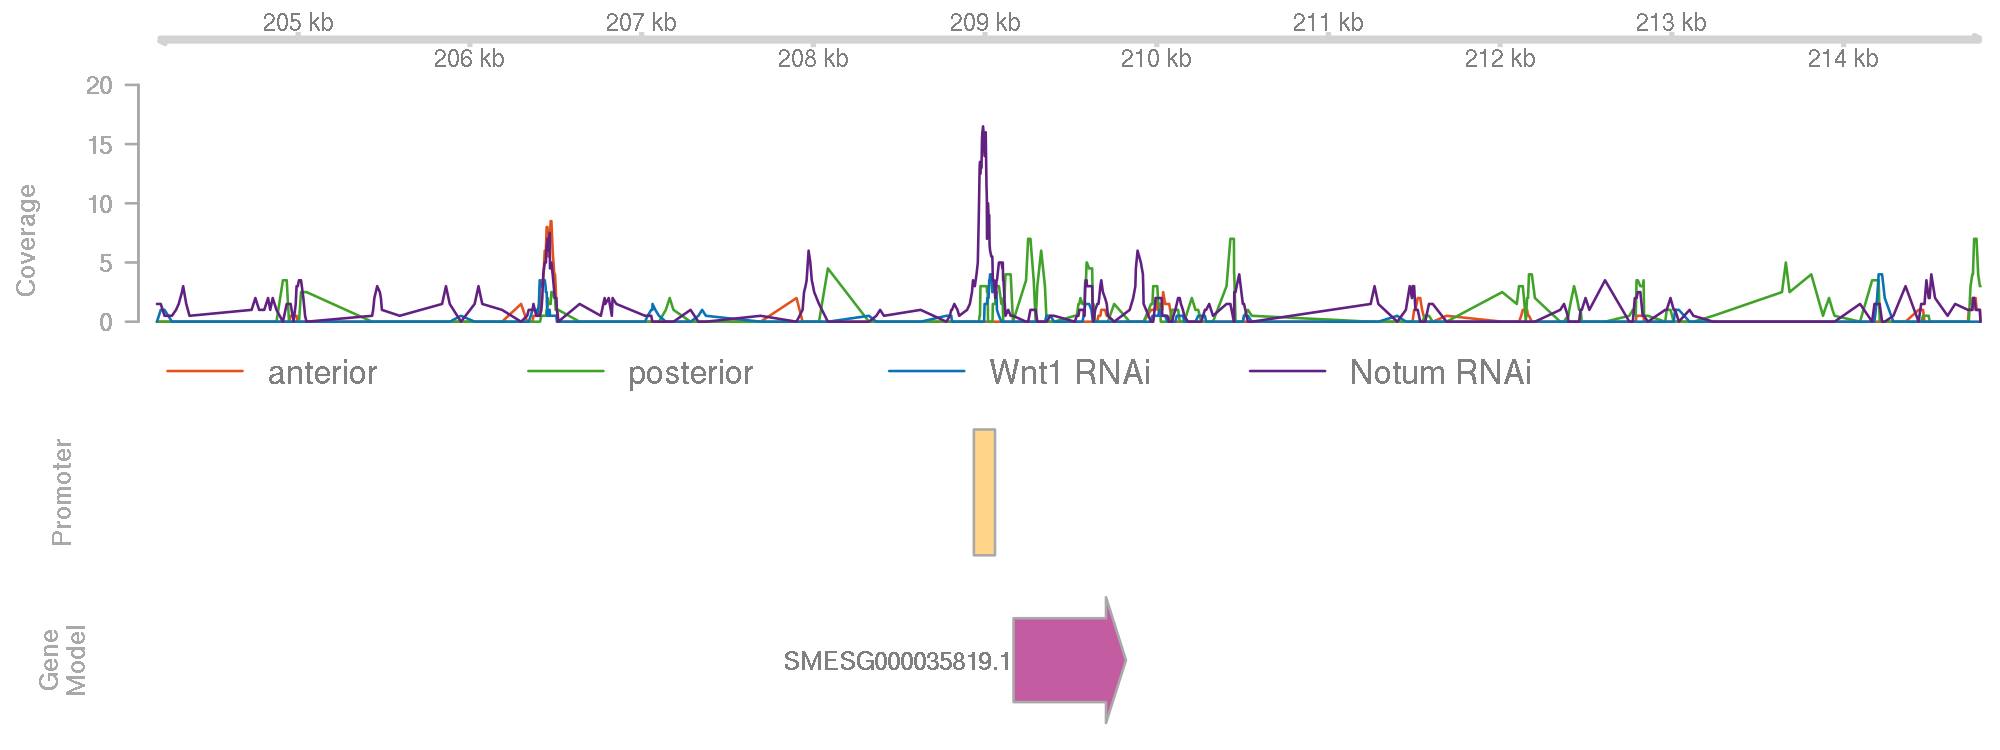 205 kb 207 kb 209 kb 211 kb 213 kb
206 kb 208 kb 210 kb 212 kb 214 kb
20
15
10
5
0
Coverage
anterior posterior Wnt1 RNAi Notum RNAi
Promoter
Gene
Model
SMESG000035819.1